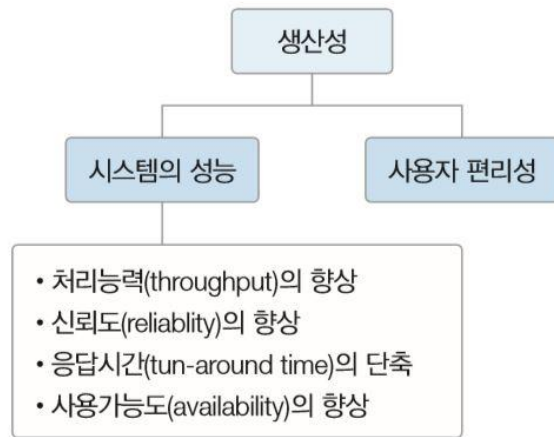 생산성
시스템의 성능
사용자 편리성
• 처리능력(throughput)의 향상
• 신뢰도(reliablity)의 향상
• 응답시간(tun-around time)의 단축
• 사용가능도(availability)의 향상